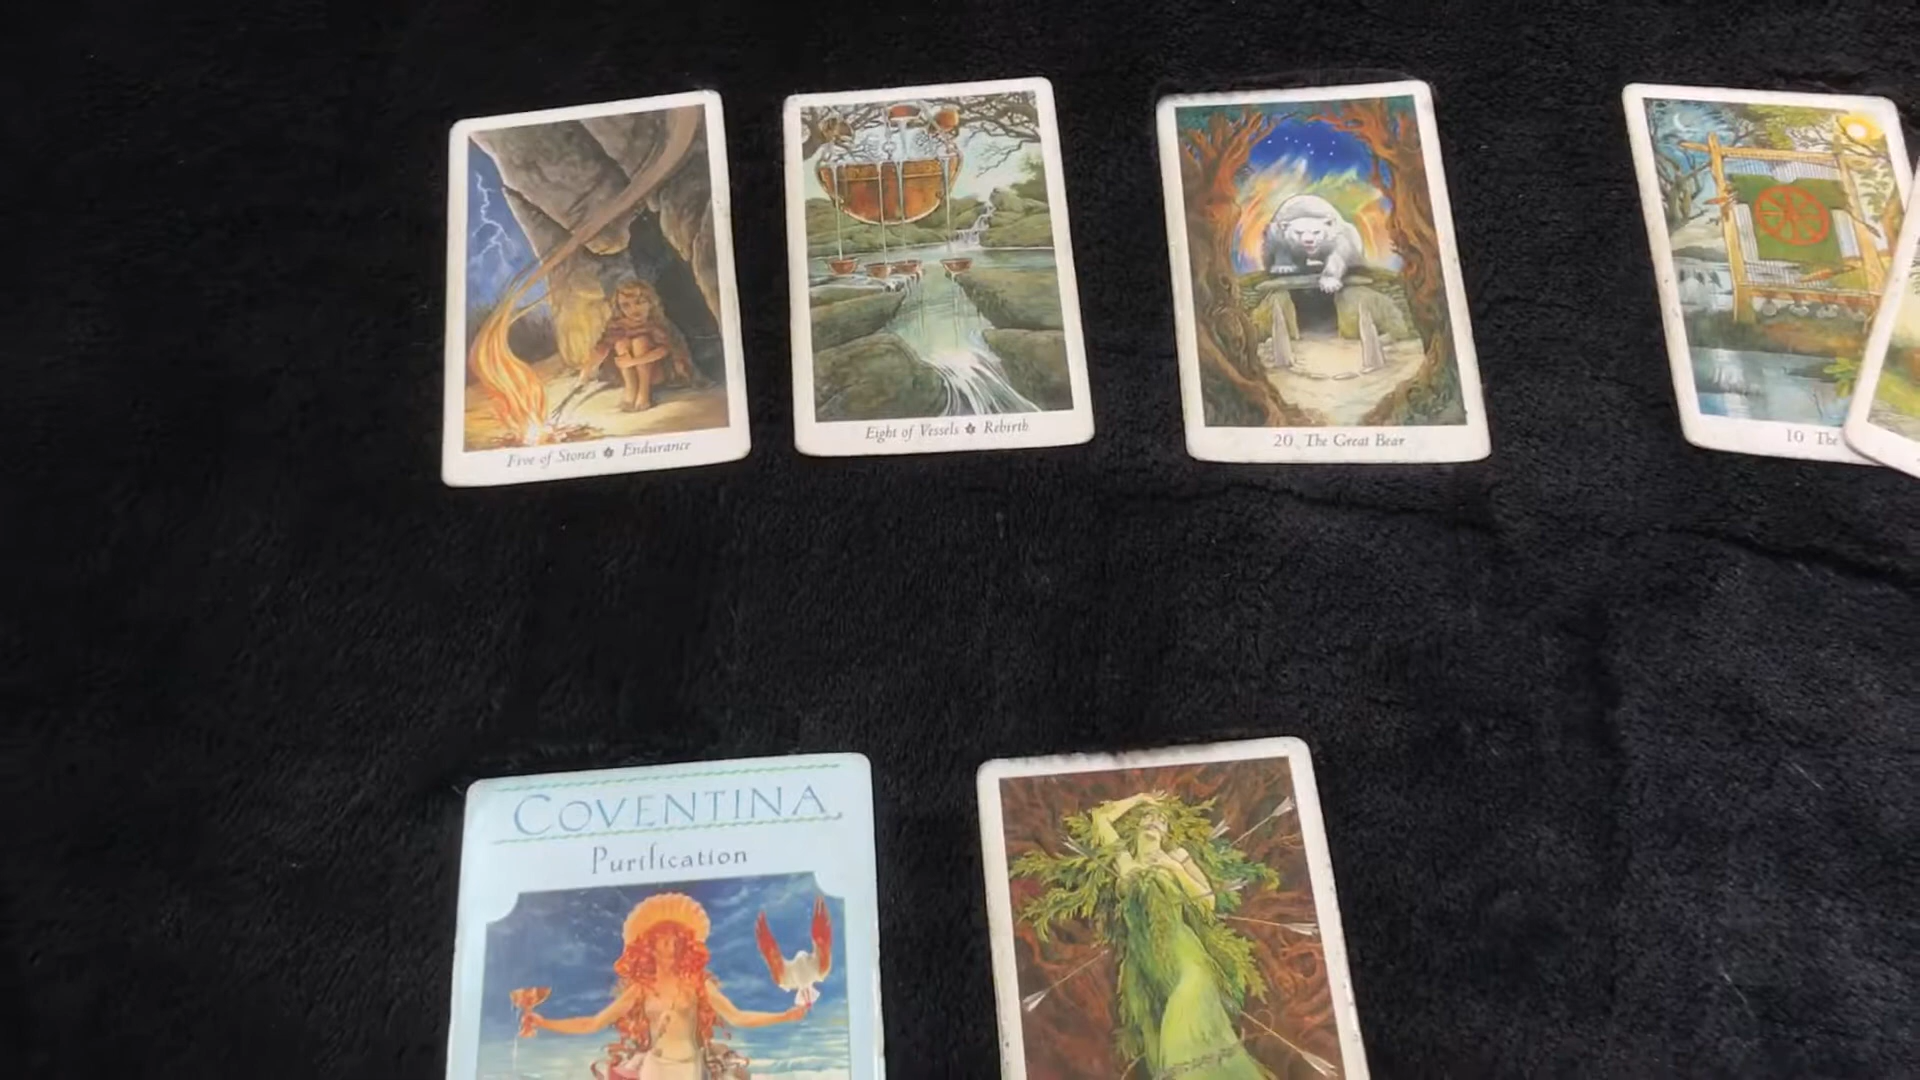 Five of Stones Endurance
Eight of Vessels Rebirth
20 The Great Bear
10 The
COVENTINA
Purification